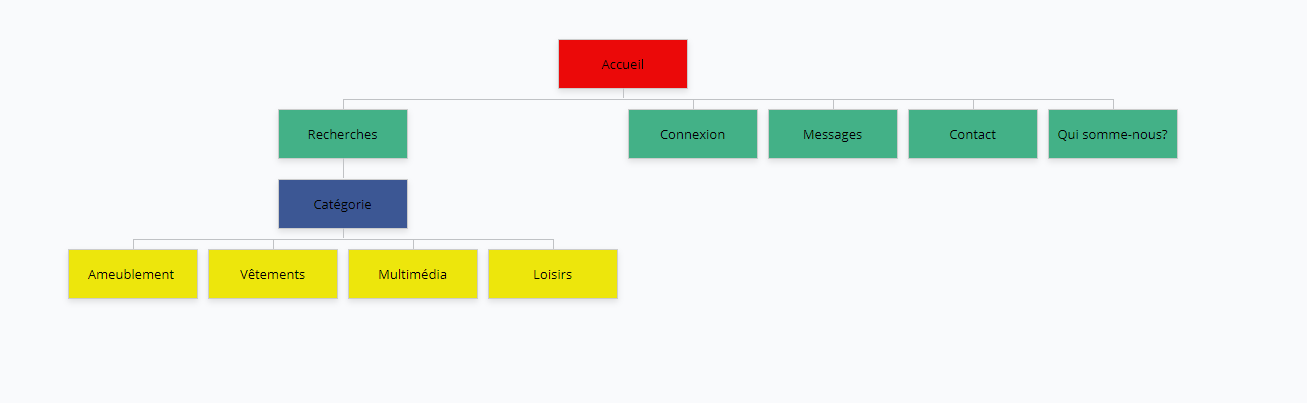 Accueil
Recherches
Connexion
Messages
Contact
Qui somme-nous?
Catégorie
Ameublement
Vêtements
Multimédia
Loisirs